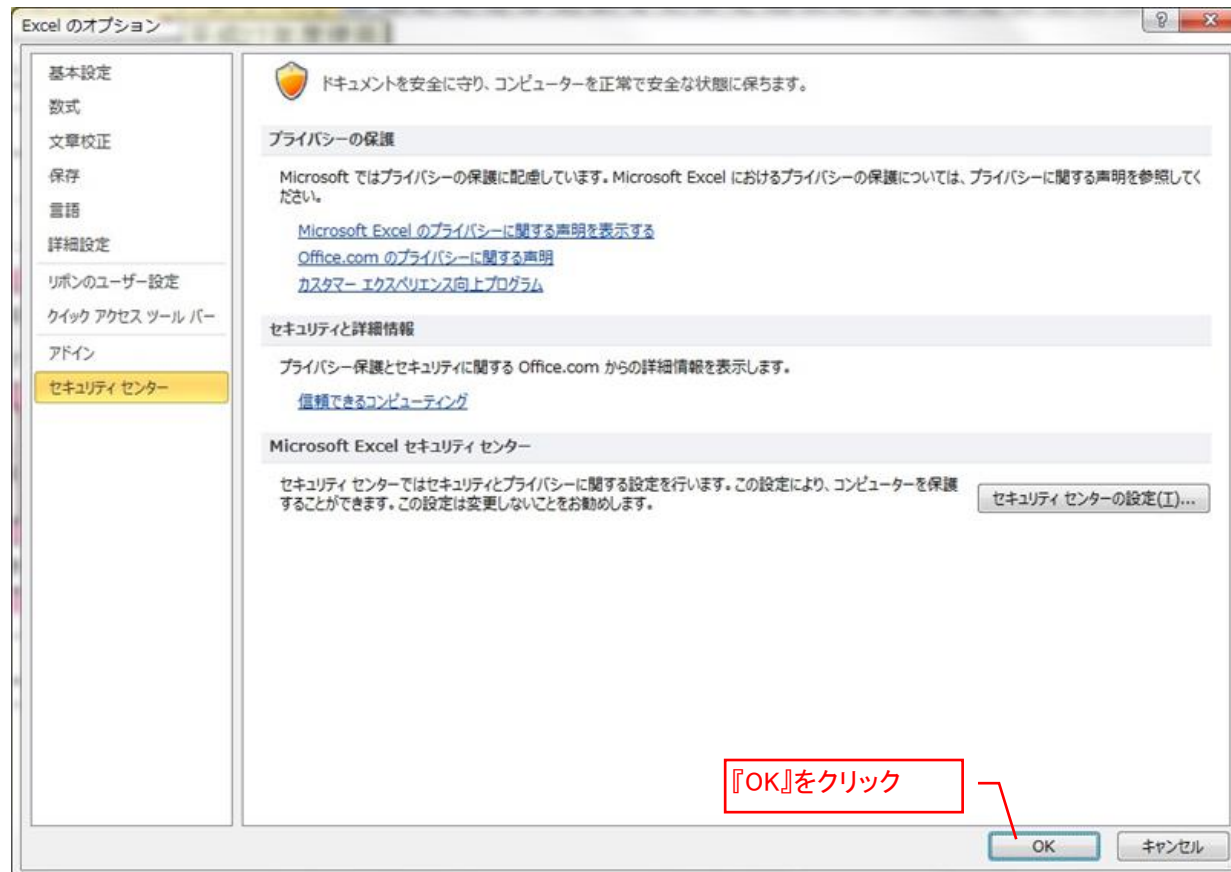 Excel のオプション
基本設定
数式
文章校正
保存
言語
詳細設定
リボンのユーザー設定
クイック アクセス ツール バー
アドイン
セキュリティ センター
ドキュメントを安全に守り、コンピューターを正常で安全な状態に保ちます。
プライバシーの保護
Microsoft ではプライバシーの保護に配慮しています。Microsoft Excel におけるプライバシーの保護については、プライバシーに関する声明を参照してく
ださい。
Microsoft Excel のプライバシーに関する声明を表示する
Office.com のプライバシーに関する声明
カスタマー エクスペリエンス向上プログラム
セキュリティと詳細情報
プライバシー保護とセキュリティに関する Office.com からの詳細情報を表示します。
信頼できるコンピューティング
Microsoft Excel セキュリティ センター
セキュリティ センターではセキュリティとプライバシーに関する設定を行います。この設定により、コンピューターを保護
することができます。この設定は変更しないことをお勧めします。
セキュリティ センターの設定(T)...
『OK』をクリック
OK
キャンセル